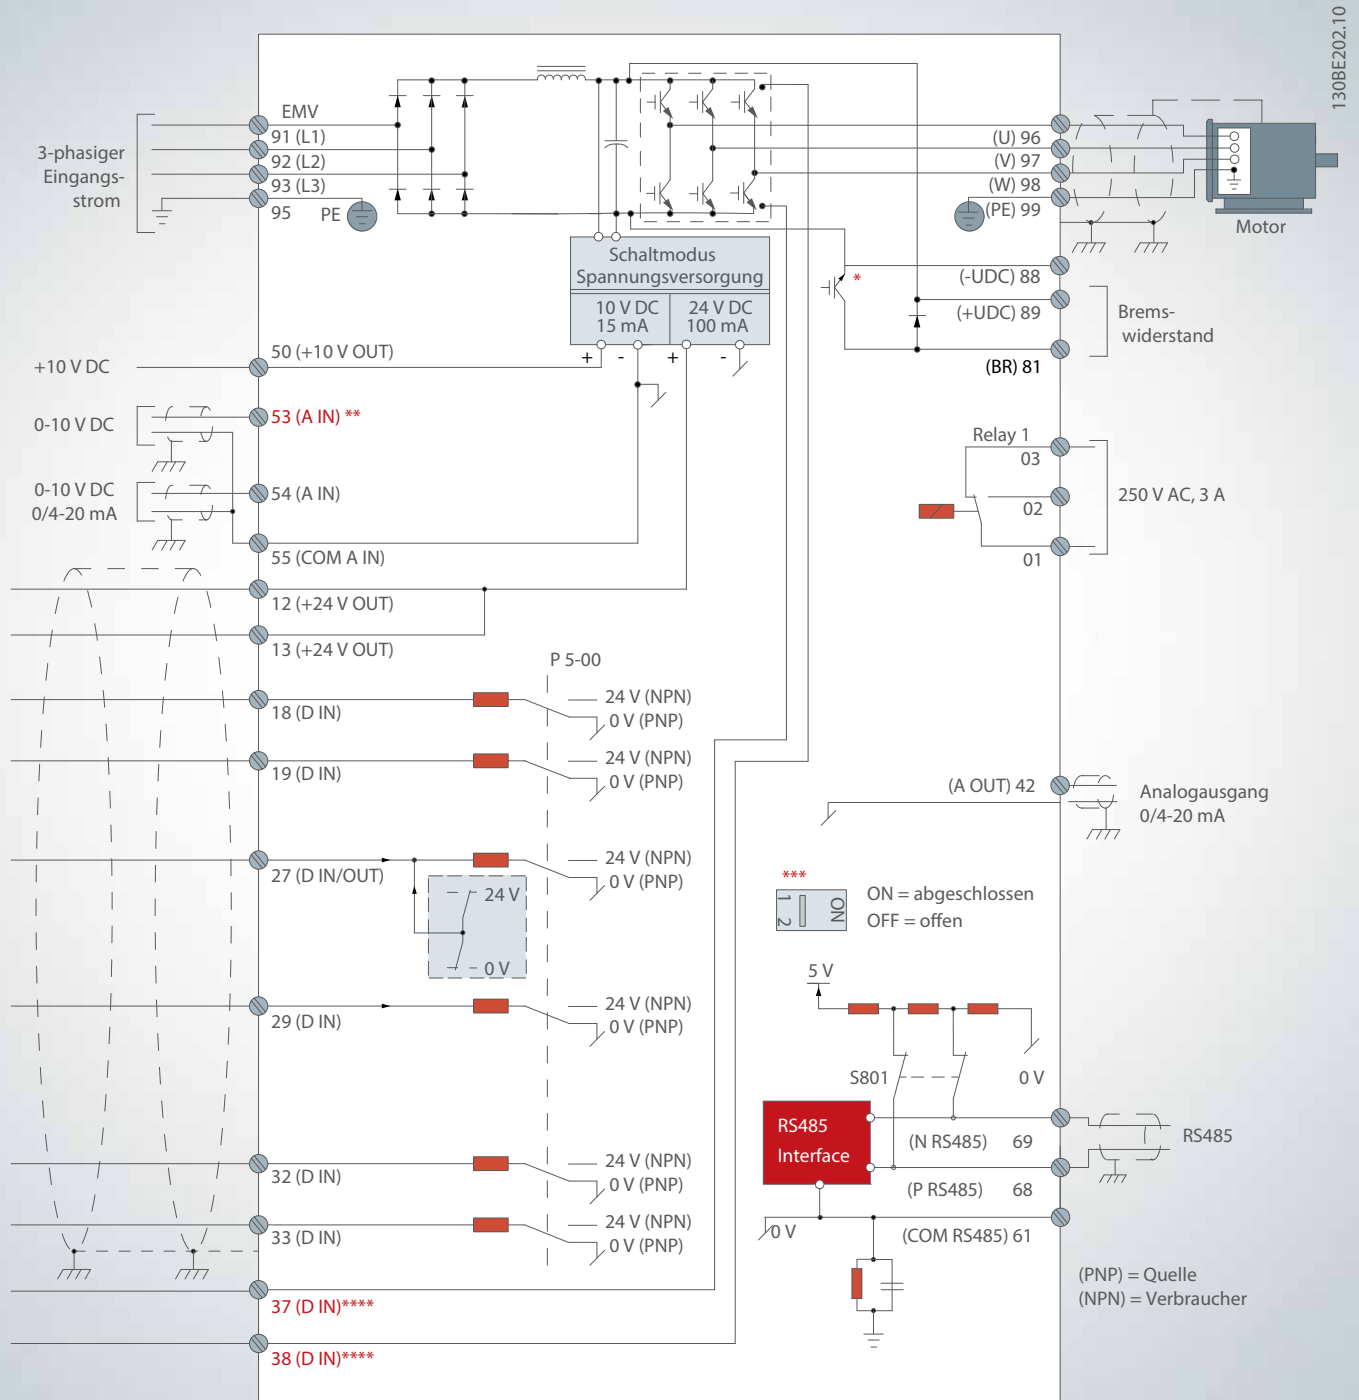 130BE202.10
EMV
91 (L1)
92 (L2)
93 (L3)
95
PE
3-phasiger
Eingangs-
strom
(U) 96
(V) 97
(W) 98
(PE) 99
Motor
Schaltmodus
Spannungsversorgung
10 V DC
15 mA
24 V DC
100 mA
+ - + -
*
(-UDC) 88
(+UDC) 89
(BR) 81
Brems-
widerstand
+10 V DC
50 (+10 V OUT)
0-10 V DC
53 (A IN) **
0-10 V DC
0/4-20 mA
54 (A IN)
55 (COM A IN)
12 (+24 V OUT)
13 (+24 V OUT)
Relay 1
03
02
01
250 V AC, 3 A
P 5-00
18 (D IN)
24 V (NPN)
0 V (PNP)
19 (D IN)
24 V (NPN)
0 V (PNP)
27 (D IN/OUT)
24 V (NPN)
0 V (PNP)
24 V
0 V
29 (D IN)
24 V (NPN)
0 V (PNP)
32 (D IN)
24 V (NPN)
0 V (PNP)
33 (D IN)
24 V (NPN)
0 V (PNP)
37 (D IN)****
38 (D IN)****
(A OUT) 42
Analogausgang
0/4-20 mA
***
1 2
ON
ON = abgeschlossen
OFF = offen
5 V
S801
0 V
RS485
Interface
(N RS485) 69
(P RS485) 68
RS485
0 V
(COM RS485) 61
(PNP) = Quelle
(NPN) = Verbraucher